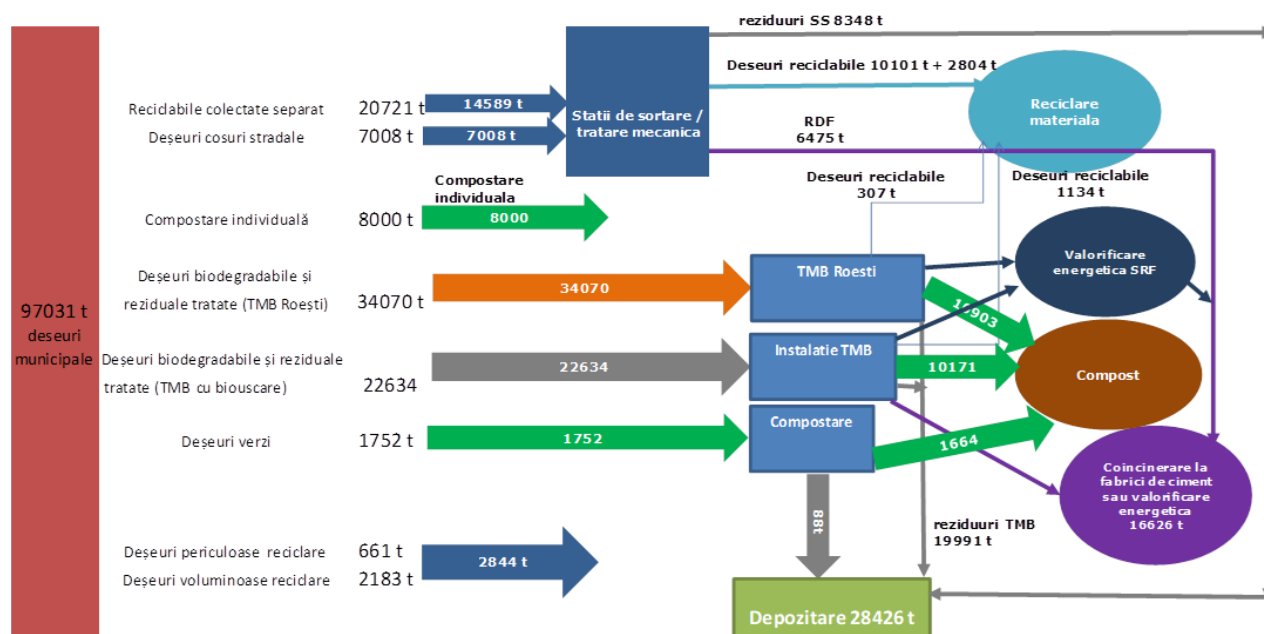 reziduuri SS 8348 t
Deseuri reciclabile 10101 t + 2804 t
Reciclabile colectate separat
20721 t
14589 t
Deșeuri cosuri stradale
7008 t
7008 t
Statii de sortare /
tratare mecanica
Reciclare
materiala
RDF
6475 t
Deseuri reciclabile
307 t
Deseuri reciclabile
1134 t
Compostare
individuala
Compostare individuală
8000 t
8000
Deșeuri biodegradabile și
reziduale tratate (TMB Roești)
34070 t
34070
TMB Roesti
Valorificare
energetica SRF
97031 t
deseuri
municipale
Deșeuri biodegradabile și reziduale
tratate (TMB cu biouscare)
22634
22634
Instalatie TMB
10171
Compost
Deșeuri verzi
1752 t
1752
Compostare
1664
Coincinerare la
fabrici de ciment
sau valorificare
energetica
16626 t
88t
reziduuri TMB
19991 t
Deșeuri periculoase reciclare
661 t
Deșeuri voluminoase reciclare
2183 t
2844 t
Depozitare 28426 t